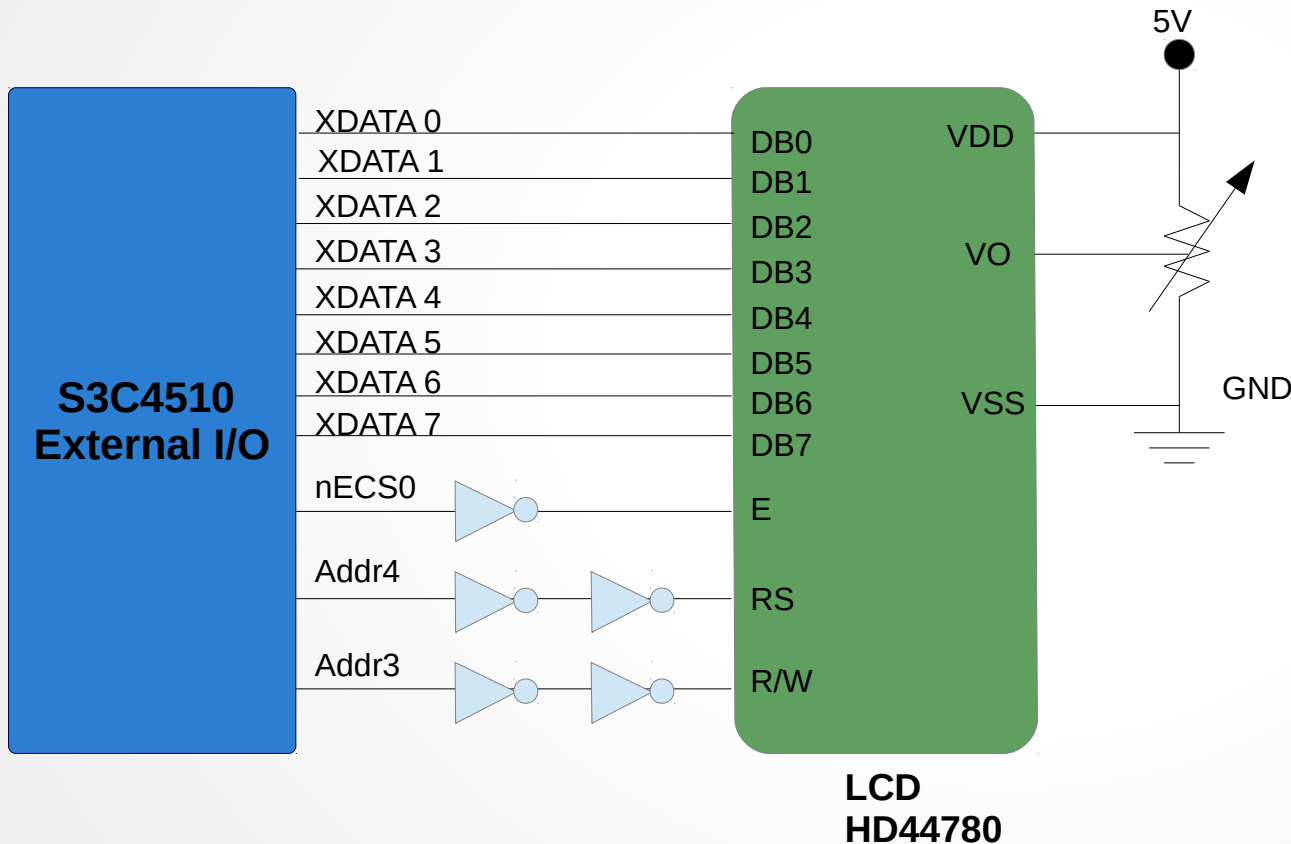 5V
S3C4510
External I/O
XDATA 0
XDATA 1
XDATA 2
XDATA 3
XDATA 4
XDATA 5
XDATA 6
XDATA 7
nECS0
Addr4
Addr3
DB0
DB1
DB2
DB3
DB4
DB5
DB6
DB7
E
RS
R/W
VDD
VO
VSS
GND
LCD
HD44780